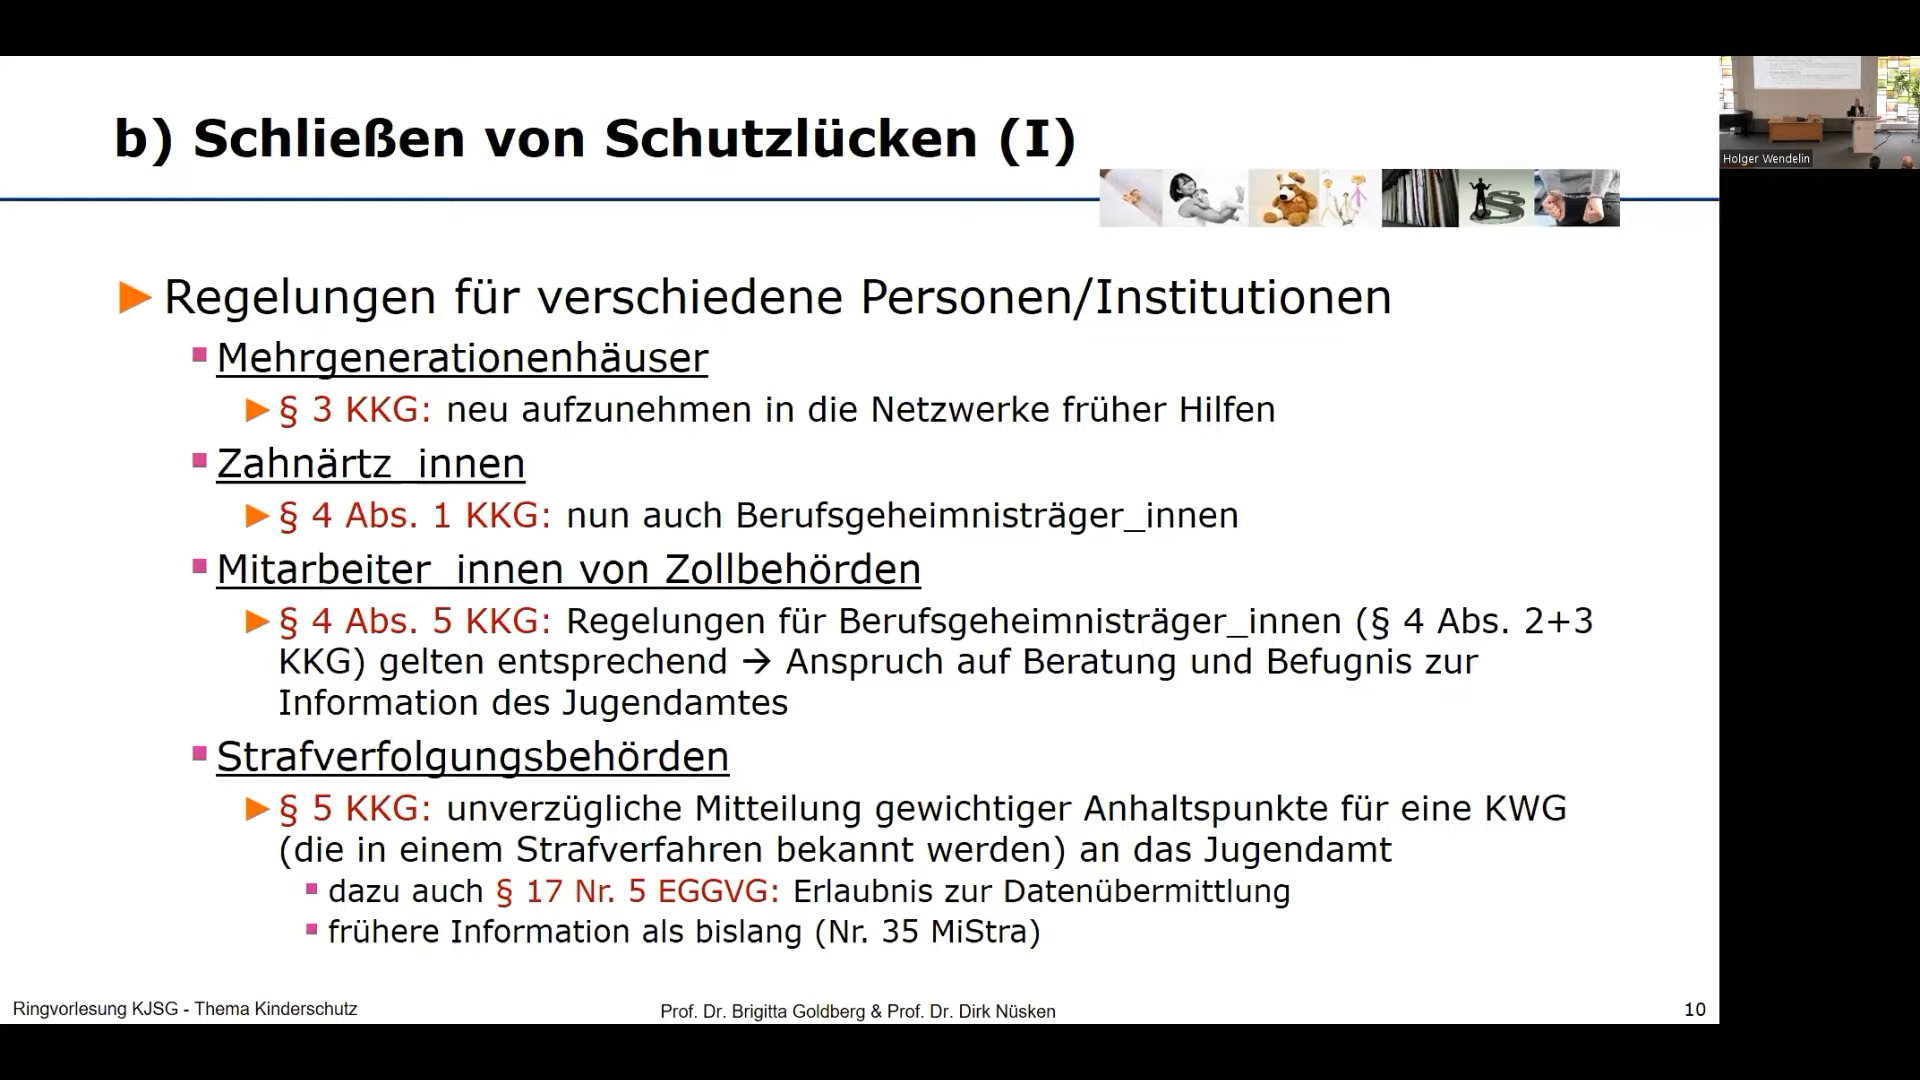 b) Schließen von Schutzlücken (I)
Holger Wendelin
► Regelungen für verschiedene Personen/Institutionen
▪ Mehrgenerationenhäuser
► § 3 KKG: neu aufzunehmen in die Netzwerke früher Hilfen
▪ Zahnärtz_innen
► § 4 Abs. 1 KKG: nun auch Berufsgeheimnisträger_innen
▪ Mitarbeiter_innen von Zollbehörden
► § 4 Abs. 5 KKG: Regelungen für Berufsgeheimnisträger_innen (§ 4 Abs. 2+3
KKG) gelten entsprechend → Anspruch auf Beratung und Befugnis zur
Information des Jugendamtes
▪ Strafverfolgungsbehörden
► § 5 KKG: unverzügliche Mitteilung gewichtiger Anhaltspunkte für eine KWG
(die in einem Strafverfahren bekannt werden) an das Jugendamt
▪ dazu auch § 17 Nr. 5 EGGVG: Erlaubnis zur Datenübermittlung
▪ frühere Information als bislang (Nr. 35 MiStra)
Ringvorlesung KJSG - Thema Kinderschutz
Prof. Dr. Brigitta Goldberg & Prof. Dr. Dirk Nüsken
10